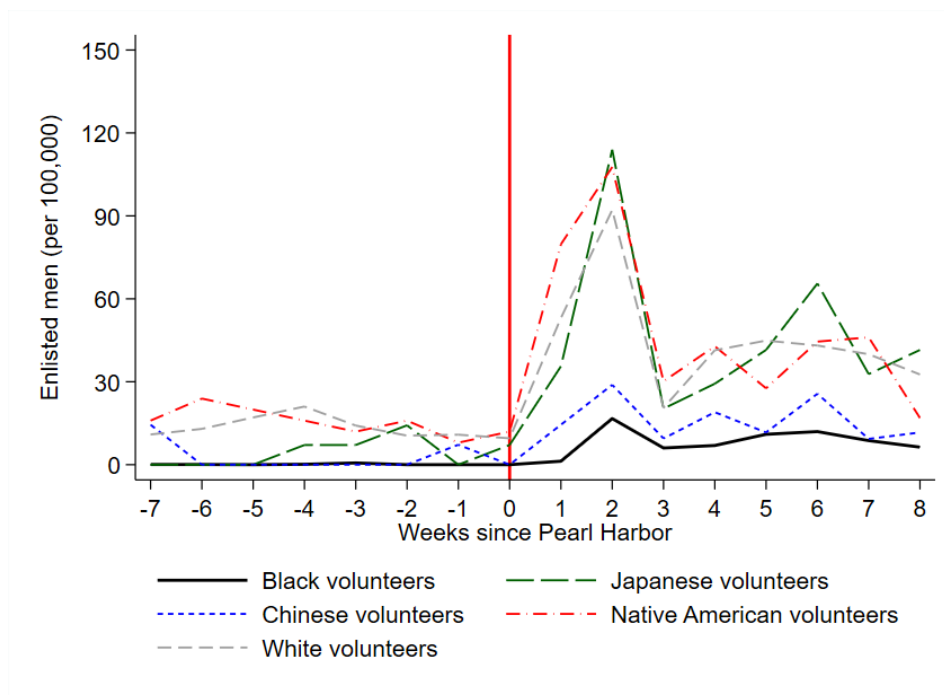 150
120
90
60
30
0
Enlisted men (per 100,000)
-7 -6 -5 -4 -3 -2 -1 0 1 2 3 4 5 6 7 8
Weeks since Pearl Harbor
Black volunteers Japanese volunteers
Chinese volunteers Native American volunteers
White volunteers